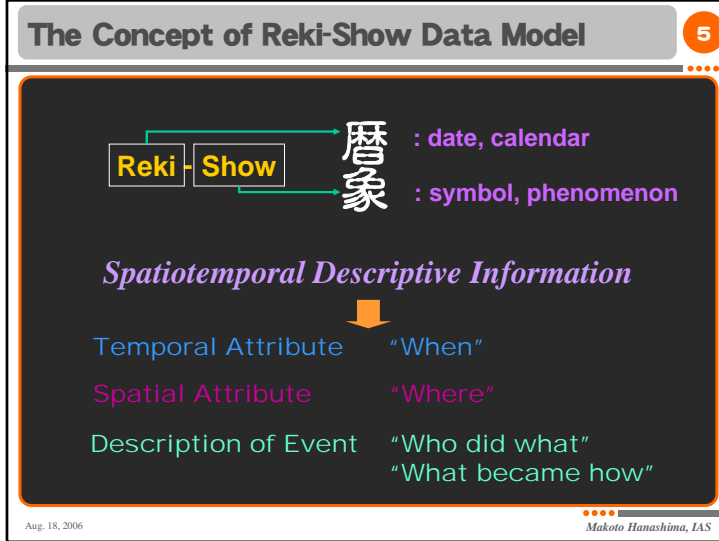 The Concept of Reki-Show Data Model
5
Reki - Show
暦 : date, calendar
象 : symbol, phenomenon
Spatiotemporal Descriptive Information
Temporal Attribute “When”
Spatial Attribute “Where”
Description of Event “Who did what”
“What became how”
Aug. 18, 2006
Makoto Hanashima, IAS